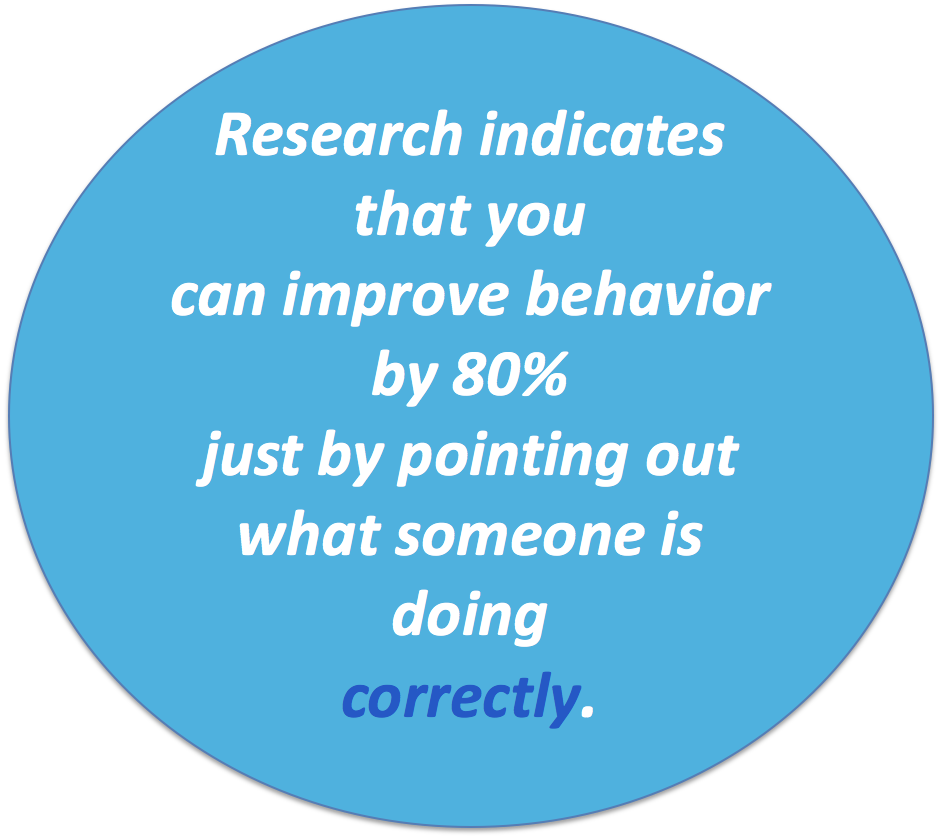 Research indicates
that you
can improve behavior
by 80%
just by pointing out
what someone is
doing
correctly.